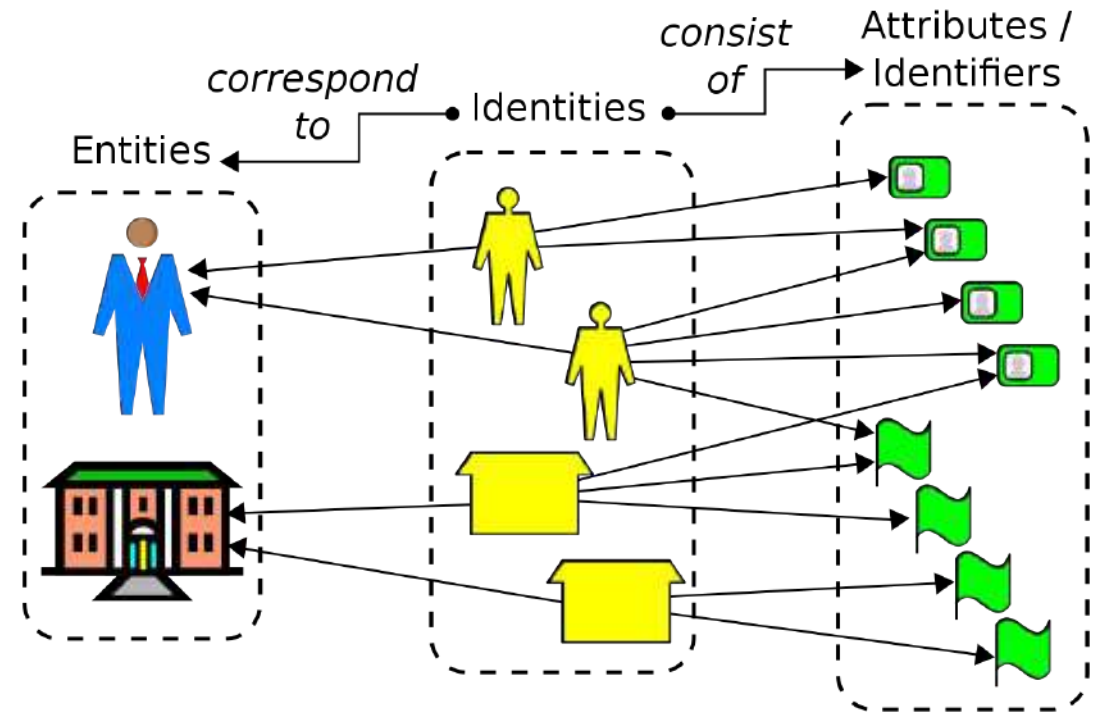 Attributes /
Identifiers
consist
of
Identities
correspond
to
Entities